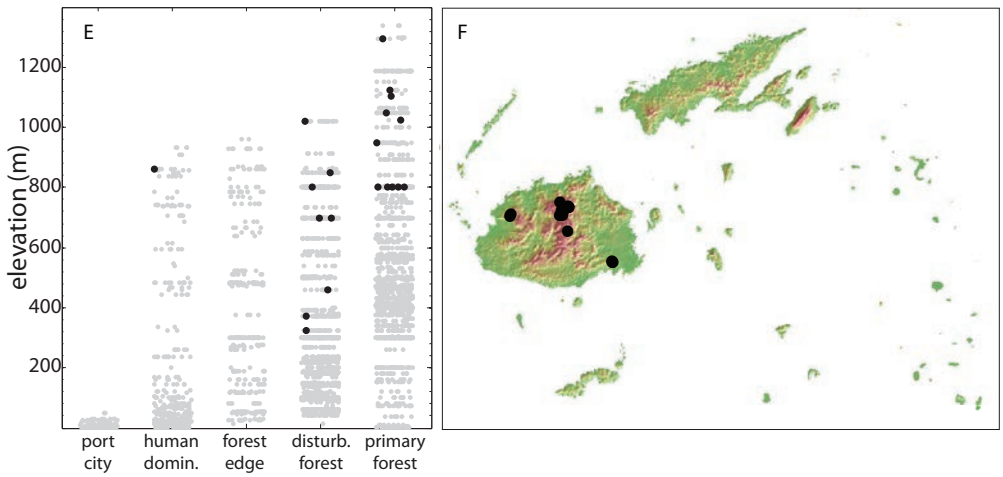 E
F
elevation (m)
1200
1000
800
600
400
200
port city
human domin.
forest edge
disturb. forest
primary forest